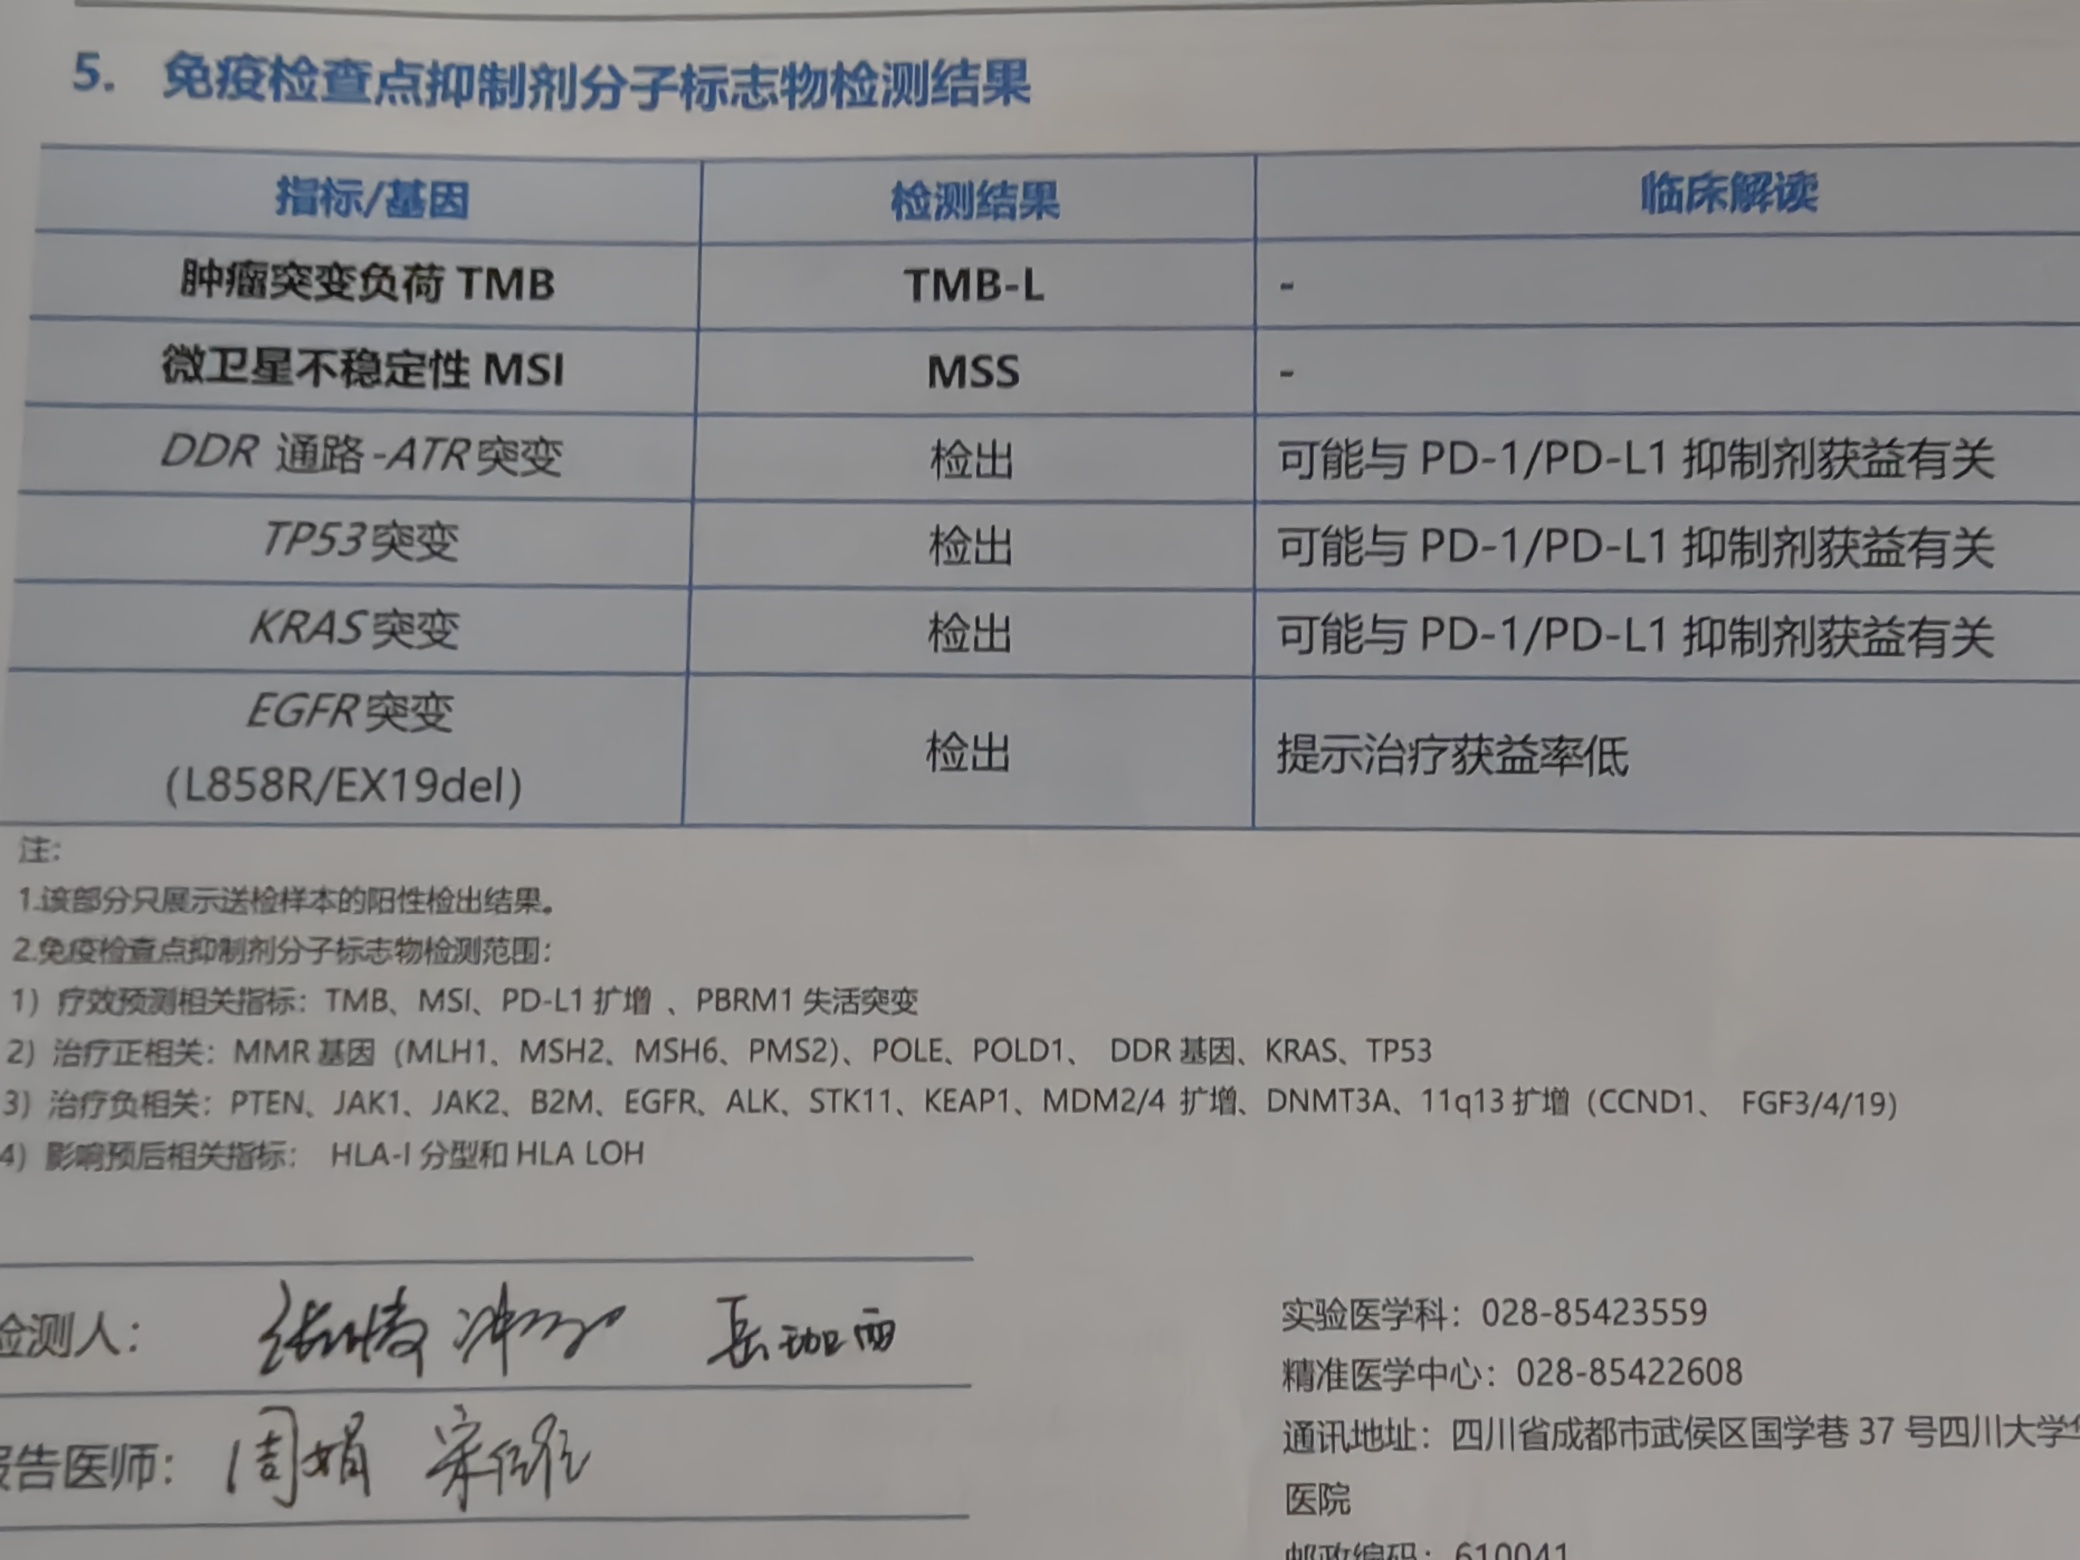 5. 免疫检查点抑制剂分子标志物检测结果
指标/基因 检测结果 临床解读
肿瘤突变负荷 TMB TMB-L -
微卫星不稳定性 MSI MSS -
DDR 通路-ATR突变 检出 可能与 PD-1/PD-L1 抑制剂获益有关
TP53突变 检出 可能与 PD-1/PD-L1 抑制剂获益有关
KRAS突变 检出 可能与 PD-1/PD-L1 抑制剂获益有关
EGFR突变
(L858R/EX19del) 检出 提示治疗获益率低
注:
1.该部分只展示送检样本的阳性检出结果。
2.免疫检查点抑制剂分子标志物检测范围:
1) 疗效预测相关指标: TMB、MSI、PD-L1 扩增 、PBRM1 失活突变
2) 治疗正相关: MMR 基因 (MLH1、MSH2、MSH6、PMS2)、POLE、POLD1、 DDR 基因、KRAS、TP53
3) 治疗负相关: PTEN、JAK1、JAK2、B2M、EGFR、ALK、STK11、KEAP1、MDM2/4 扩增、DNMT3A、11q13 扩增 (CCND1、 FGF3/4/19)
4) 影响预后相关指标: HLA-I 分型和 HLA LOH
检测人: 岳珈西
报告医师: 周娟
实验医学科: 028-85423559
精准医学中心: 028-85422608
通讯地址: 四川省成都市武侯区国学巷 37 号四川大学华
医院
邮政编码: 610041